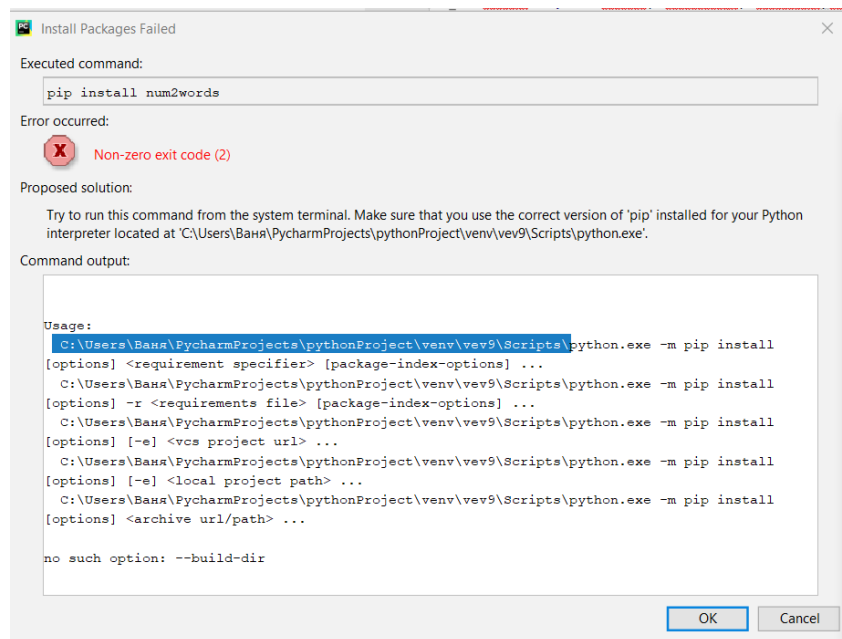 PC Install Packages Failed
Executed command:
pip install num2words
Error occurred:
X Non-zero exit code (2)
Proposed solution:
Try to run this command from the system terminal. Make sure that you use the correct version of 'pip' installed for your Python
interpreter located at 'C:\Users\Ваня\PycharmProjects\pythonProject\venv\vev9\Scripts\python.exe'.
Command output:
Usage:
C:\Users\Ваня\PycharmProjects\pythonProject\venv\vev9\Scripts\python.exe -m pip install
[options] <requirement specifier> [package-index-options] ...
C:\Users\Ваня\PycharmProjects\pythonProject\venv\vev9\Scripts\python.exe -m pip install
[options] -r <requirements file> [package-index-options] ...
C:\Users\Ваня\PycharmProjects\pythonProject\venv\vev9\Scripts\python.exe -m pip install
[options] [-e] <vcs project url> ...
C:\Users\Ваня\PycharmProjects\pythonProject\venv\vev9\Scripts\python.exe -m pip install
[options] [-e] <local project path> ...
C:\Users\Ваня\PycharmProjects\pythonProject\venv\vev9\Scripts\python.exe -m pip install
[options] <archive url/path> ...
no such option: --build-dir
OK Cancel